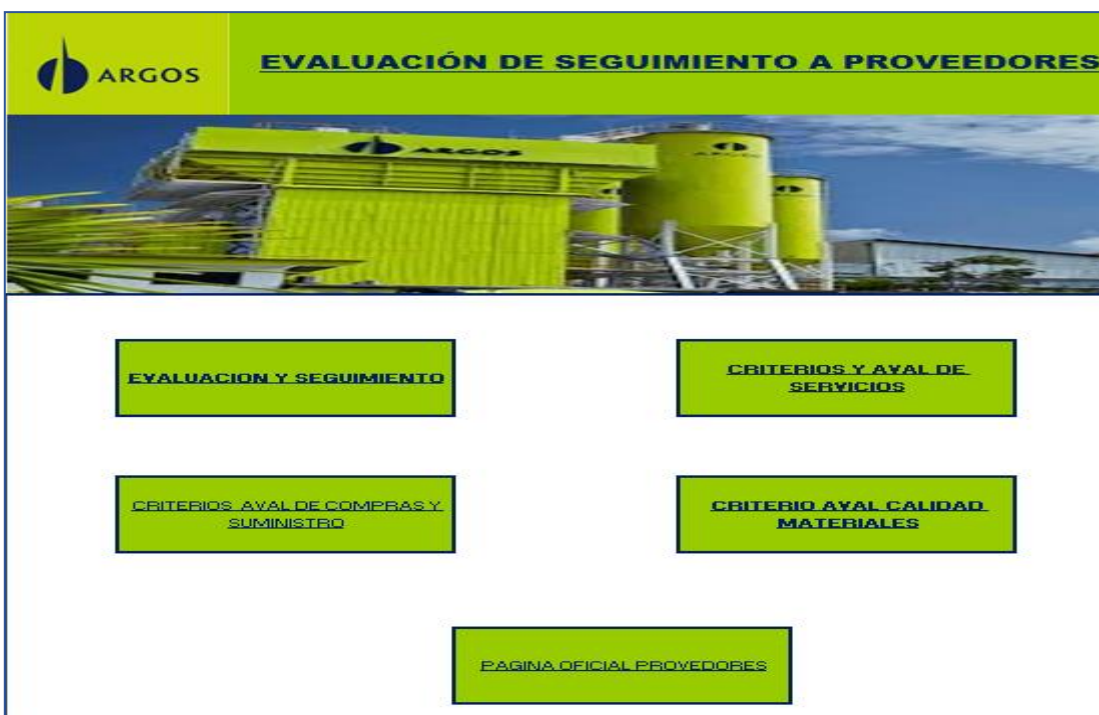 ARGOS
EVALUACIÓN DE SEGUIMIENTO A PROVEEDORES
ARGOS
ARGOS
EVALUACION Y SEGUIMIENTO
CRITERIOS Y AVAL DE
SERVICIOS
CRITERIOS AVAL DE COMPRAS Y
SUMINISTRO
CRITERIO AVAL CALIDAD
MATERIALES
PAGINA OFICIAL PROVEDORES